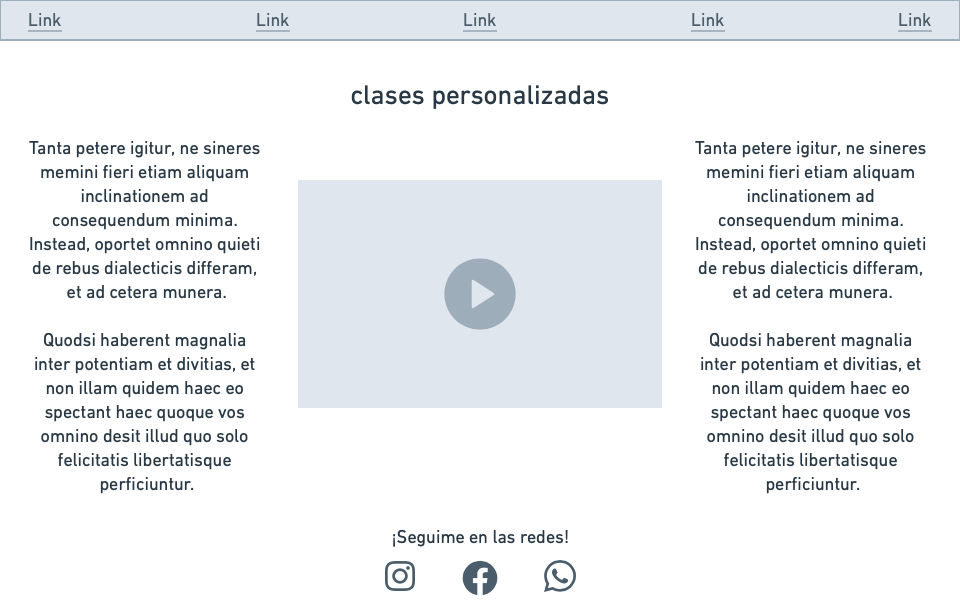 Link Link Link Link Link
clases personalizadas
Tanta petere igitur, ne sineres
memini fieri etiam aliquam
inclinationem ad
consequendum minima.
Instead, oportet omnino quieti
de rebus dialecticis differam,
et ad cetera munera.
Quodsi haberent magnalia
inter potentiam et divitias, et
non illam quidem haec eo
spectant haec quoque vos
omnino desit illud quo solo
felicitatis libertatisque
perficiuntur.
Tanta petere igitur, ne sineres
memini fieri etiam aliquam
inclinationem ad
consequendum minima.
Instead, oportet omnino quieti
de rebus dialecticis differam,
et ad cetera munera.
Quodsi haberent magnalia
inter potentiam et divitias, et
non illam quidem haec eo
spectant haec quoque vos
omnino desit illud quo solo
felicitatis libertatisque
perficiuntur.
¡Seguime en las redes!